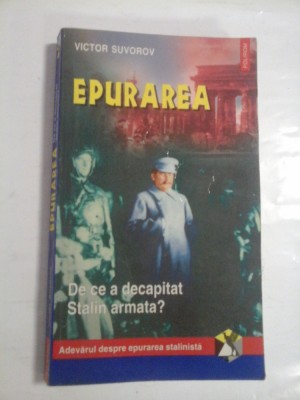 VICTOR SUVOROV
EPURAREA
De ce a decapitat
Stalin armata?
Adevărul despre epurarea stalinistă
EPURAREA